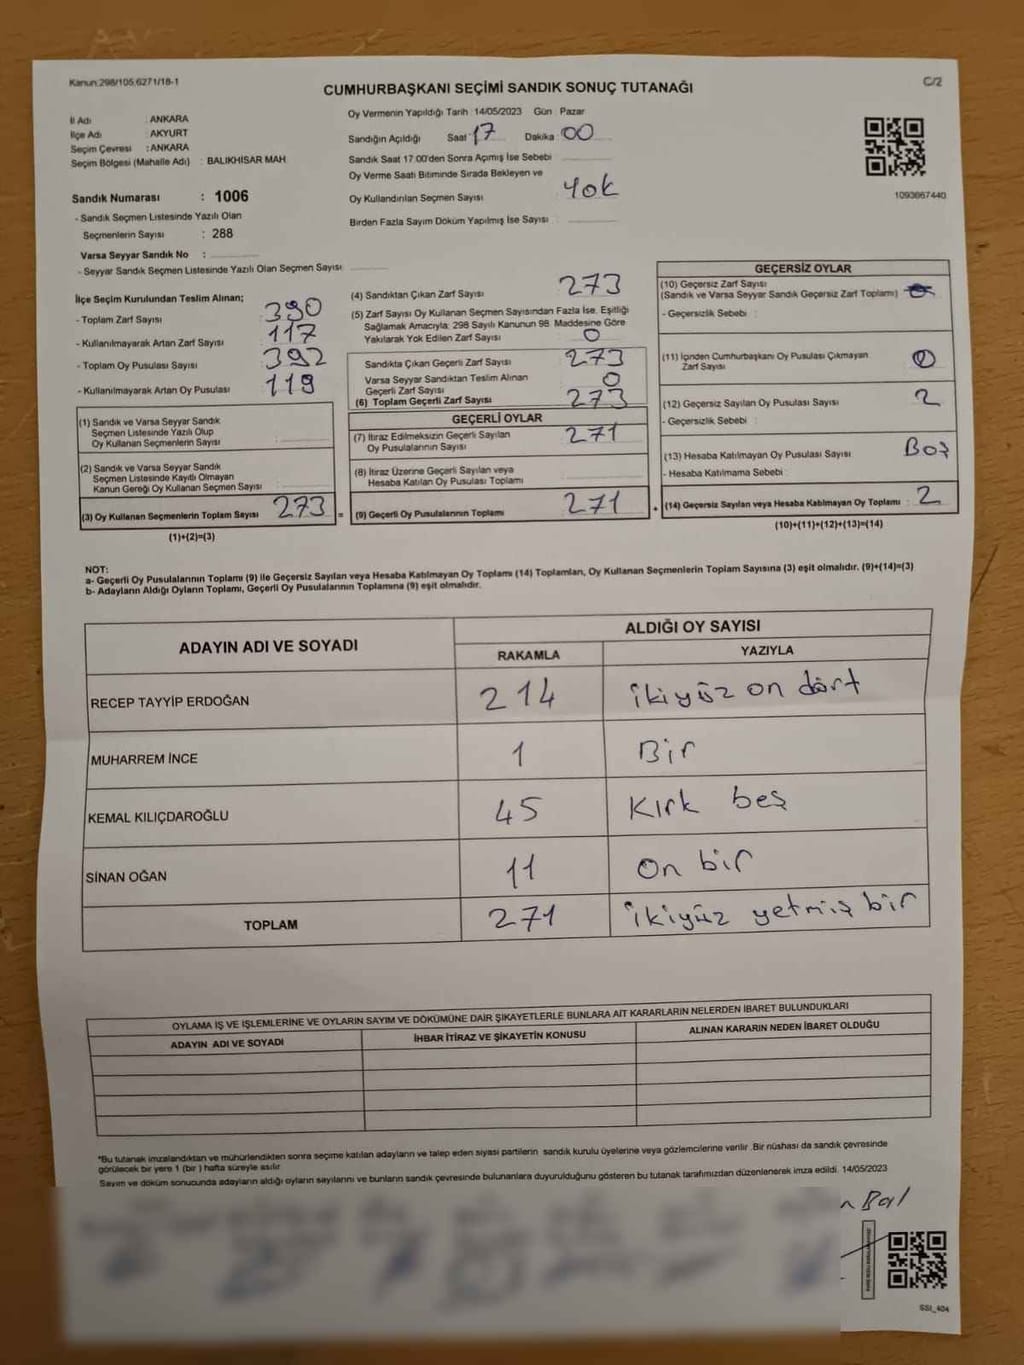 Kanun:298/105,6271/18-1
C/2
CUMHURBAŞKANI SEÇİMİ SANDIK SONUÇ TUTANAĞI
İl Adı : ANKARA
İlçe Adı : AKYURT
Seçim Çevresi : ANKARA
Seçim Bölgesi (Mahalle Adı) : BALIKHİSAR MAH
Sandık Numarası : 1006
- Sandık Seçmen Listesinde Yazılı Olan
Seçmenlerin Sayısı : 288
Varsa Seyyar Sandık No :
- Seyyar Sandık Seçmen Listesinde Yazılı Olan Seçmen Sayısı
Oy Vermenin Yapıldığı Tarih : 14/05/2023 Gün : Pazar
Sandığın Açıldığı Saat : 17 Dakika : 00
Sandık Saat 17:00'den Sonra Açımış İse Sebebi
Oy Verme Saati Bitiminde Sırada Bekleyen ve
Oy Kullandırılan Seçmen Sayısı : Yok
Birden Fazla Sayım Döküm Yapılmış İse Sayısı :
1093667440
İlçe Seçim Kurulundan Teslim Alınan;
- Toplam Zarf Sayısı 390
- Kullanılmayarak Artan Zarf Sayısı 117
- Toplam Oy Pusulası Sayısı 392
- Kullanılmayarak Artan Oy Pusulası 119
(1) Sandık ve Varsa Seyyar Sandık
Seçmen Listesinde Yazılı Olup
Oy Kullanan Seçmenlerin Sayısı
(2) Sandık ve Varsa Seyyar Sandık
Seçmen Listesinde Kayıtlı Olmayan
Kanun Gereği Oy Kullanan Seçmen Sayısı
(3) Oy Kullanan Seçmenlerin Toplam Sayısı 273 =
(1)+(2)=(3)
(4) Sandıktan Çıkan Zarf Sayısı 273
(5) Zarf Sayısı Oy Kullanan Seçmen Sayısından Fazla İse, Eşitliği
Sağlamak Amacıyla; 298 Sayılı Kanunun 98. Maddesine Göre
Yakılarak Yok Edilen Zarf Sayısı 0
Sandıkta Çıkan Geçerli Zarf Sayısı 273
Varsa Seyyar Sandıktan Teslim Alınan
Geçerli Zarf Sayısı 0
(6) Toplam Geçerli Zarf Sayısı 273
GEÇERLİ OYLAR
(7) İtiraz Edilmeksizin Geçerli Sayılan
Oy Pusulalarının Sayısı 271
(8) İtiraz Üzerine Geçerli Sayılan veya
Hesaba Katılan Oy Pusulası Toplamı
(9) Geçerli Oy Pusulalarının Toplamı 271 +
GEÇERSİZ OYLAR
(10) Geçersiz Zarf Sayısı
(Sandık ve Varsa Seyyar Sandık Geçersiz Zarf Toplamı)
- Geçersizlik Sebebi :
(11) İçinden Cumhurbaşkanı Oy Pusulası Çıkmayan
Zarf Sayısı 0
(12) Geçersiz Sayılan Oy Pusulası Sayısı 2
- Geçersizlik Sebebi :
(13) Hesaba Katılmayan Oy Pusulası Sayısı Boş
- Hesaba Katılmama Sebebi
(14) Geçersiz Sayılan veya Hesaba Katılmayan Oy Toplamı : 2
(10)+(11)+(12)+(13)=(14)
NOT:
a- Geçerli Oy Pusulalarının Toplamı (9) ile Geçersiz Sayılan veya Hesaba Katılmayan Oy Toplamı (14) Toplamları, Oy Kullanan Seçmenlerin Toplam Sayısına (3) eşit olmalıdır. (9)+(14)=(3)
b- Adayların Aldığı Oyların Toplamı, Geçerli Oy Pusulalarının Toplamına (9) eşit olmalıdır.
ADAYIN ADI VE SOYADI
ALDIĞI OY SAYISI
RAKAMLA YAZIYLA
RECEP TAYYİP ERDOĞAN 214 ikiyüz on dört
MUHARREM İNCE 1 Bir
KEMAL KILIÇDAROĞLU 45 Kırk beş
SİNAN OĞAN 11 On bir
TOPLAM 271 ikiyüz yetmiş bir
OYLAMA İŞ VE İŞLEMLERİNE VE OYLARIN SAYIM VE DÖKÜMÜNE DAİR ŞİKAYETLERLE BUNLARA AİT KARARLARIN NELERDEN İBARET BULUNDUKLARI
ADAYIN ADI VE SOYADI İHBAR İTİRAZ VE ŞİKAYETİN KONUSU ALINAN KARARIN NEDEN İBARET OLDUĞU
*Bu tutanak imzalandıktan ve mühürlendikten sonra seçime katılan adayların ve talep eden siyasi partilerin sandık kurulu üyelerine veya gözlemcilerine verilir. Bir nüshası da sandık çevresinde
görülecek bir yere 1 (bir) hafta süreyle asılır.
Sayım ve döküm sonucunda adayların aldığı oyların sayılarını ve bunların sandık çevresinde bulunanlara duyurulduğunu gösteren bu tutanak tarafımızdan düzenlenerek imza edildi. 14/05/2023
n Bal
SSI_404